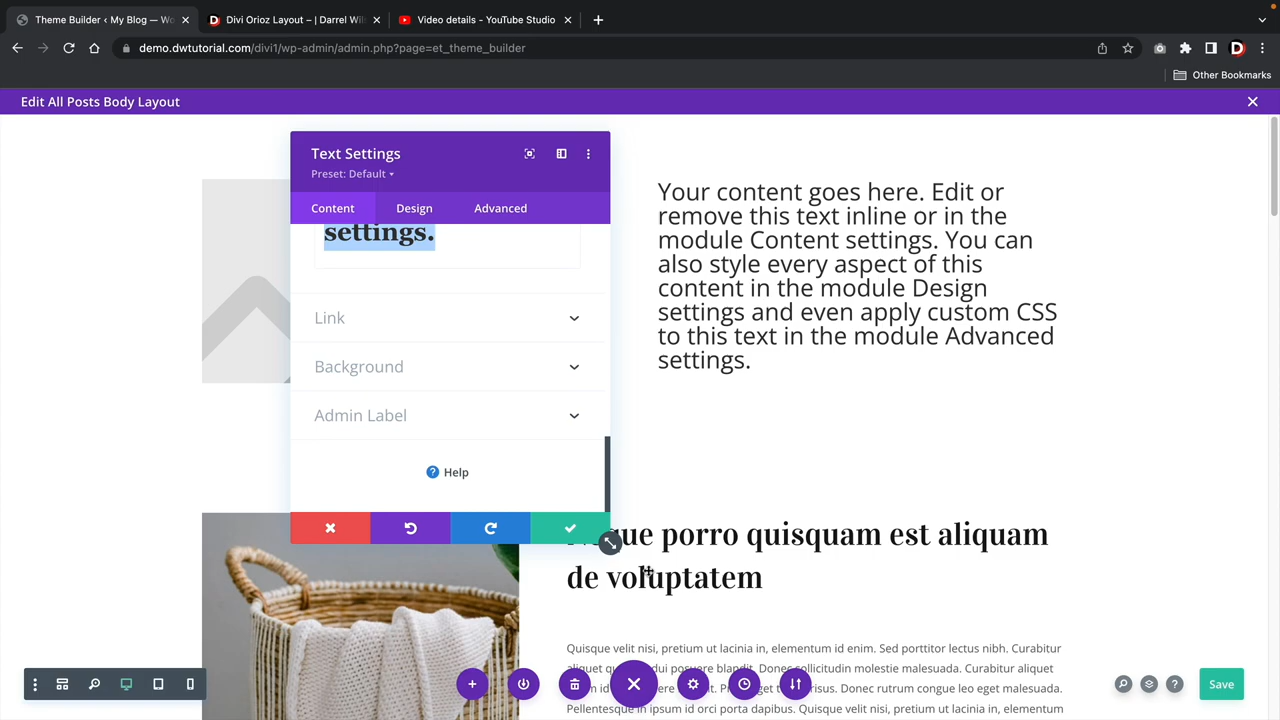 Theme Builder ‹ My Blog — Wo
Divi Orioz Layout – | Darrel Wil
Video details - YouTube Studio
demo.dwtutorial.com/divi1/wp-admin/admin.php?page=et_theme_builder
Other Bookmarks
Edit All Posts Body Layout
Text Settings
Preset: Default
Content
Design
Advanced
settings.
Link
Background
Admin Label
Help
Your content goes here. Edit or
remove this text inline or in the
module Content settings. You can
also style every aspect of this
content in the module Design
settings and even apply custom CSS
to this text in the module Advanced
settings.
que porro quisquam est aliquam
de voluptatem
Quisque velit nisi, pretium ut lacinia in, elementum id enim. Sed porttitor lectus nibh. Curabitur
aliquet qu dui posuere blandit. Donec sollicitudin molestie malesuada. Curabitur aliquet
risus. Donec rutrum congue leo eget malesuada.
Pellentesque in ipsum id orci porta dapibus. Quisque velit nisi, pretium ut lacinia in, elementum
Save